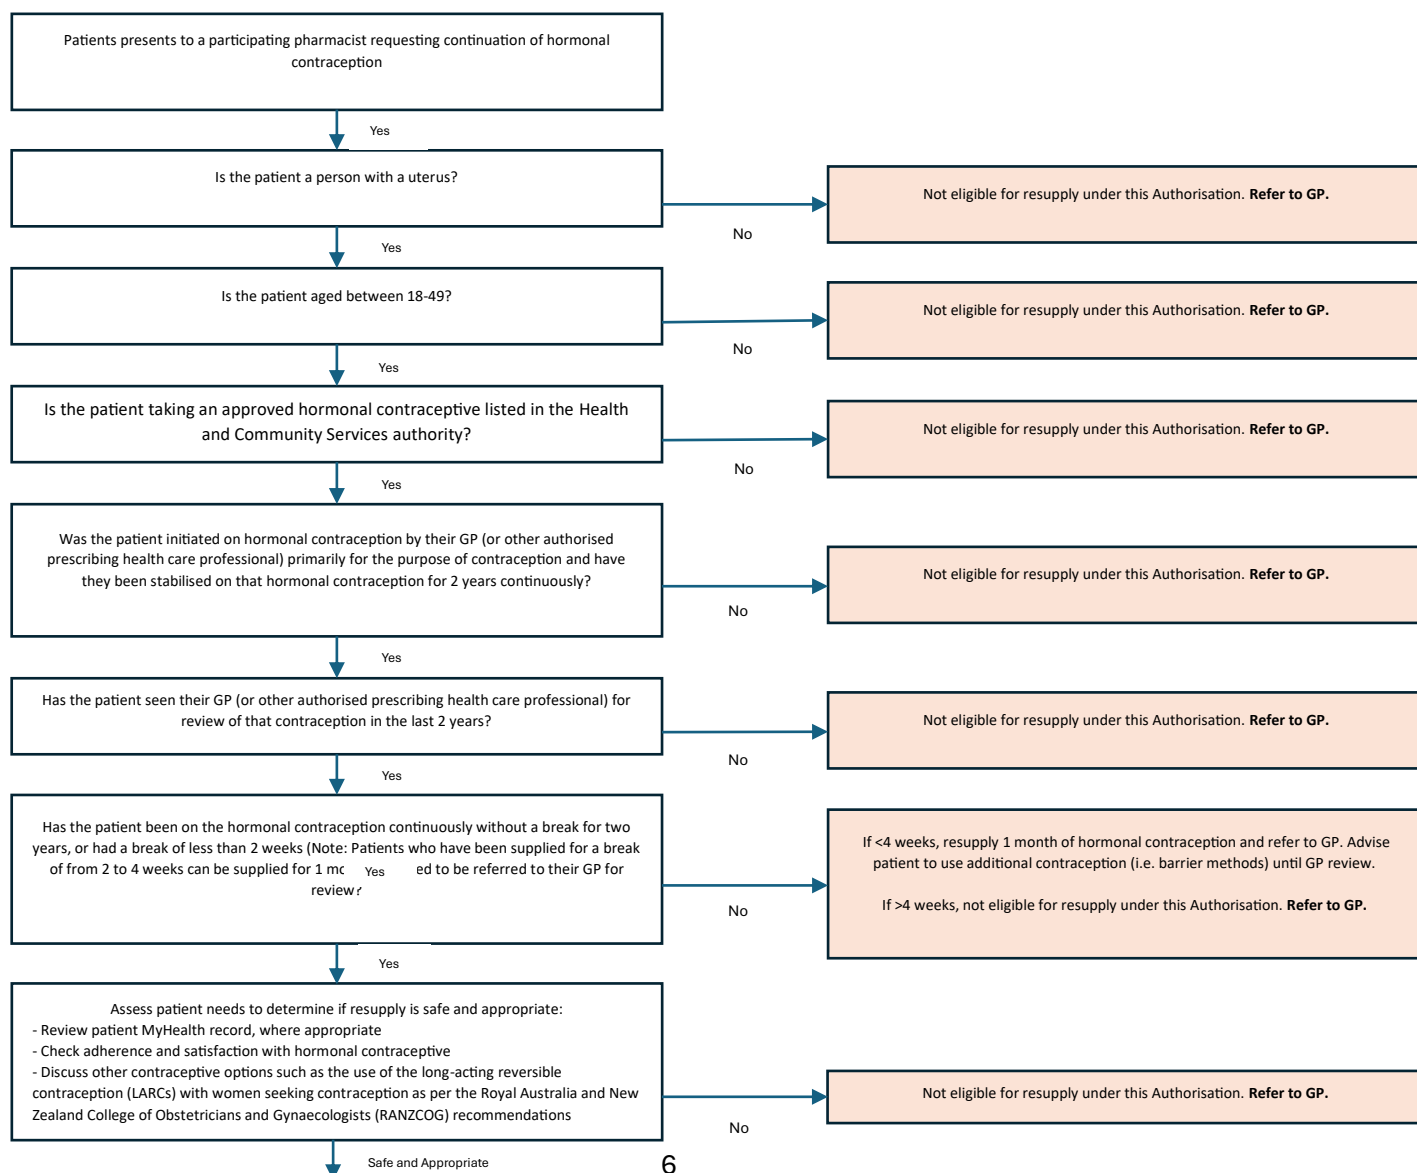 Patients presents to a participating pharmacist requesting continuation of hormonal
contraception
Yes
Is the patient a person with a uterus?
Not eligible for resupply under this Authorisation. Refer to GP.
No
Yes
Is the patient aged between 18-49?
Not eligible for resupply under this Authorisation. Refer to GP.
No
Yes
Is the patient taking an approved hormonal contraceptive listed in the Health
and Community Services authority?
Not eligible for resupply under this Authorisation. Refer to GP.
No
Yes
Was the patient initiated on hormonal contraception by their GP (or other authorised
prescribing health care professional) primarily for the purpose of contraception and have
they been stabilised on that hormonal contraception for 2 years continuously?
Not eligible for resupply under this Authorisation. Refer to GP.
No
Yes
Has the patient seen their GP (or other authorised prescribing health care professional) for
review of that contraception in the last 2 years?
Not eligible for resupply under this Authorisation. Refer to GP.
No
Yes
Has the patient been on the hormonal contraception continuously without a break for two
years, or had a break of less than 2 weeks (Note: Patients who have been supplied for a break
of from 2 to 4 weeks can be supplied for 1 mo Yes ed to be referred to their GP for
review?
If <4 weeks, resupply 1 month of hormonal contraception and refer to GP. Advise
patient to use additional contraception (i.e. barrier methods) until GP review.
If >4 weeks, not eligible for resupply under this Authorisation. Refer to GP.
No
Yes
Assess patient needs to determine if resupply is safe and appropriate:
- Review patient MyHealth record, where appropriate
- Check adherence and satisfaction with hormonal contraceptive
- Discuss other contraceptive options such as the use of the long-acting reversible
contraception (LARCs) with women seeking contraception as per the Royal Australia and New
Zealand College of Obstetricians and Gynaecologists (RANZCOG) recommendations
Not eligible for resupply under this Authorisation. Refer to GP.
No
Safe and Appropriate
6